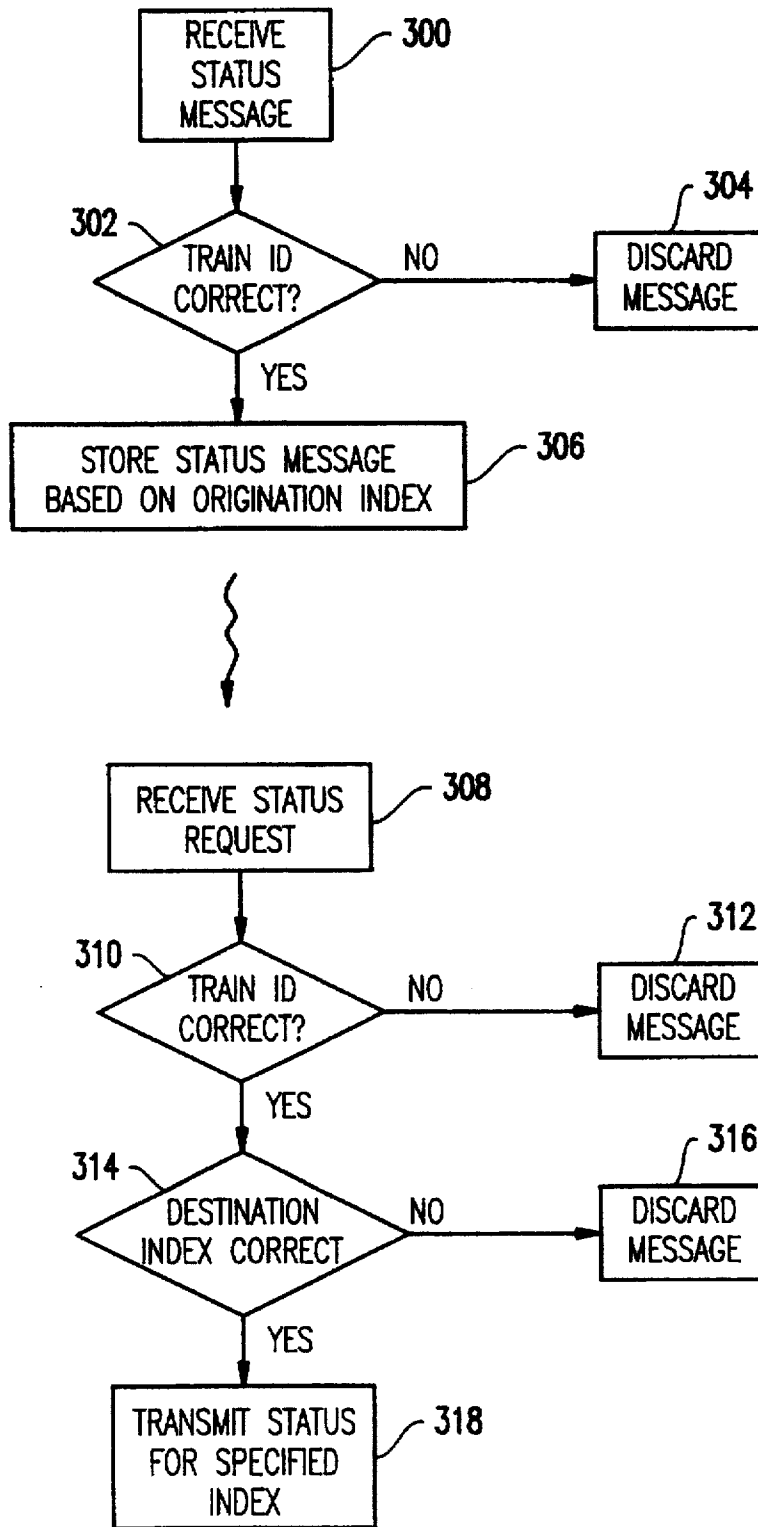 RECEIVE
STATUS
MESSAGE
300
302
TRAIN ID
CORRECT?
NO
304
DISCARD
MESSAGE
YES
STORE STATUS MESSAGE
BASED ON ORIGINATION INDEX
306
RECEIVE STATUS
REQUEST
308
310
TRAIN ID
CORRECT?
NO
312
DISCARD
MESSAGE
YES
314
DESTINATION
INDEX CORRECT
NO
316
DISCARD
MESSAGE
YES
TRANSMIT STATUS
FOR SPECIFIED
INDEX
318